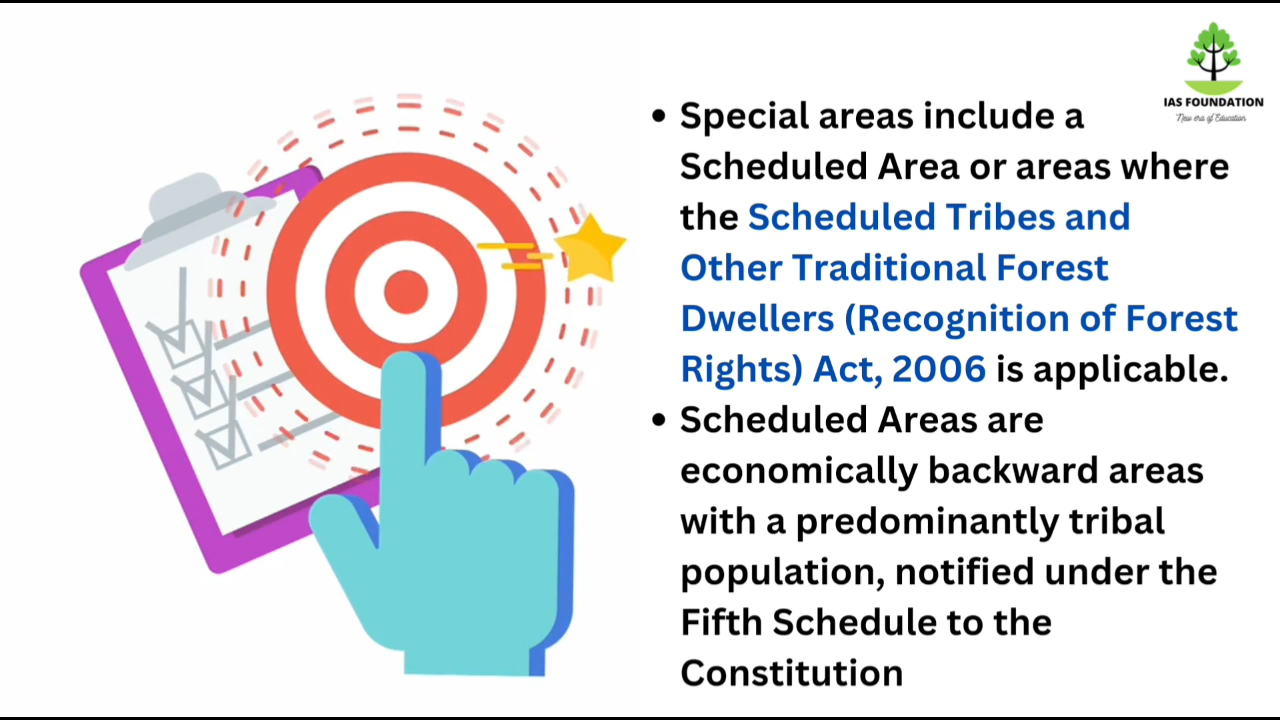 IAS FOUNDATION
New era of Education
• Special areas include a
Scheduled Area or areas where
the Scheduled Tribes and
Other Traditional Forest
Dwellers (Recognition of Forest
Rights) Act, 2006 is applicable.
• Scheduled Areas are
economically backward areas
with a predominantly tribal
population, notified under the
Fifth Schedule to the
Constitution